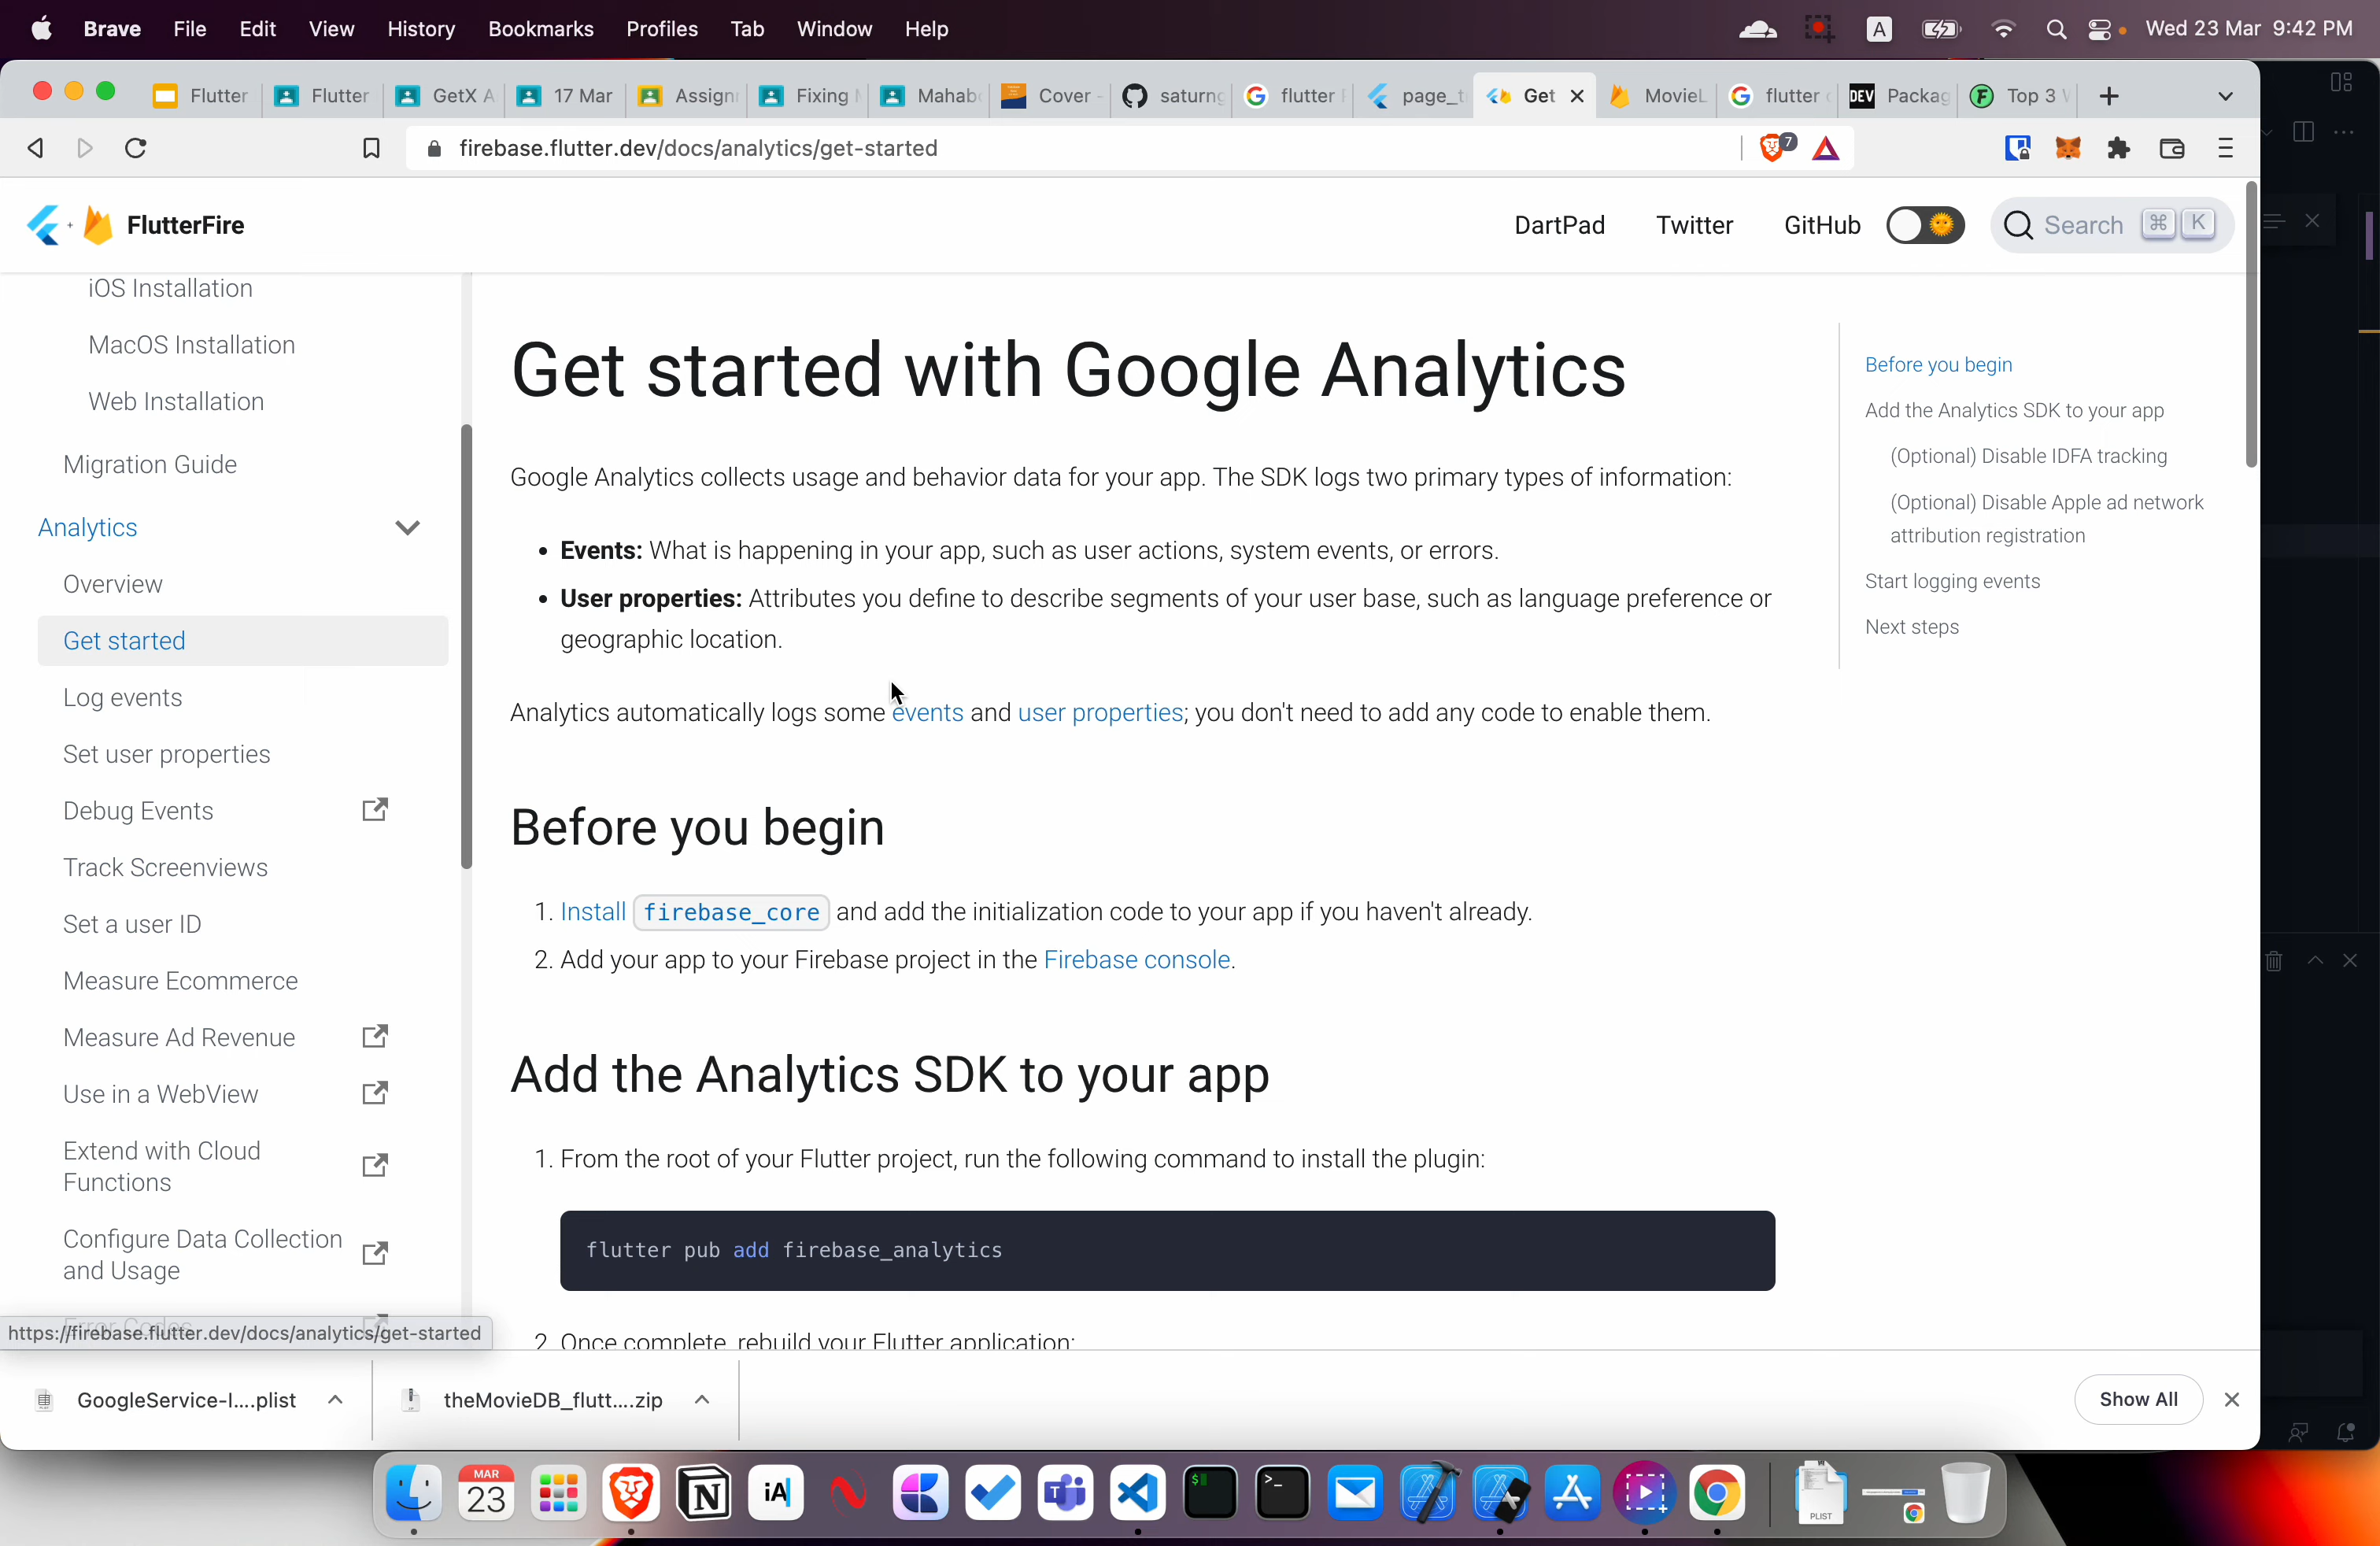 Brave File Edit View History Bookmarks Profiles Tab Window Help A Wed 23 Mar 9:42 PM
Flutter Flutter GetX A 17 Mar Assign Fixing Mahab Cover - saturng flutter page_t Get MovieL flutter DEV Packag Top 3
firebase.flutter.dev/docs/analytics/get-started 7
FlutterFire DartPad Twitter GitHub Search ⌘ K
iOS Installation
MacOS Installation
Web Installation
Migration Guide
Analytics
Overview
Get started
Log events
Set user properties
Debug Events
Track Screenviews
Set a user ID
Measure Ecommerce
Measure Ad Revenue
Use in a WebView
Extend with Cloud
Functions
Configure Data Collection
and Usage
Error Codes
https://firebase.flutter.dev/docs/analytics/get-started
Get started with Google Analytics
Google Analytics collects usage and behavior data for your app. The SDK logs two primary types of information:
• Events: What is happening in your app, such as user actions, system events, or errors.
• User properties: Attributes you define to describe segments of your user base, such as language preference or
geographic location.
Analytics automatically logs some events and user properties; you don't need to add any code to enable them.
Before you begin
1. Install firebase_core and add the initialization code to your app if you haven't already.
2. Add your app to your Firebase project in the Firebase console.
Add the Analytics SDK to your app
1. From the root of your Flutter project, run the following command to install the plugin:
flutter pub add firebase_analytics
2. Once complete, rebuild your Flutter application:
Before you begin
Add the Analytics SDK to your app
(Optional) Disable IDFA tracking
(Optional) Disable Apple ad network
attribution registration
Start logging events
Next steps
GoogleService-I....plist theMovieDB_flutt....zip Show All
MAR
23
iA
PLIST